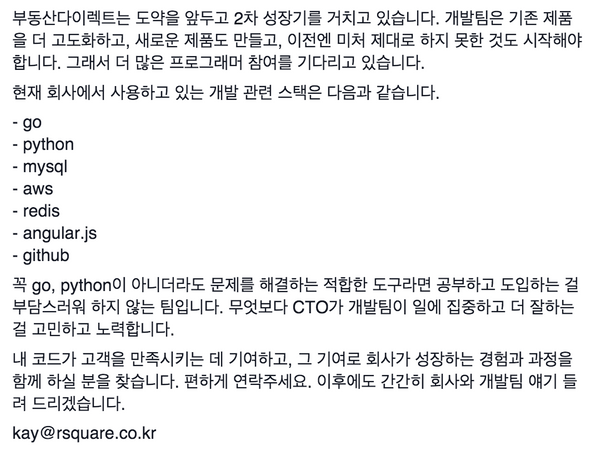 부동산다이렉트는 도약을 앞두고 2차 성장기를 거치고 있습니다. 개발팀은 기존 제품
을 더 고도화하고, 새로운 제품도 만들고, 이전엔 미처 제대로 하지 못한 것도 시작해야
합니다. 그래서 더 많은 프로그래머 참여를 기다리고 있습니다.
현재 회사에서 사용하고 있는 개발 관련 스택은 다음과 같습니다.
- go
- python
- mysql
- aws
- redis
- angular.js
- github
꼭 go, python이 아니더라도 문제를 해결하는 적합한 도구라면 공부하고 도입하는 걸
부담스러워 하지 않는 팀입니다. 무엇보다 CTO가 개발팀이 일에 집중하고 더 잘하는
걸 고민하고 노력합니다.
내 코드가 고객을 만족시키는 데 기여하고, 그 기여로 회사가 성장하는 경험과 과정을
함께 하실 분을 찾습니다. 편하게 연락주세요. 이후에도 간간히 회사와 개발팀 얘기 들
려 드리겠습니다.
kay@rsquare.co.kr